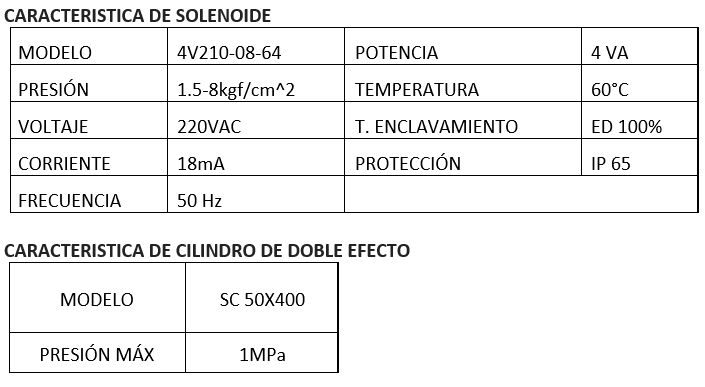 CARACTERISTICA DE SOLENOIDE
MODELO 4V210-08-64 POTENCIA 4 VA
PRESIÓN 1.5-8kgf/cm^2 TEMPERATURA 60°C
VOLTAJE 220VAC T. ENCLAVAMIENTO ED 100%
CORRIENTE 18mA PROTECCIÓN IP 65
FRECUENCIA 50 Hz
CARACTERISTICA DE CILINDRO DE DOBLE EFECTO
MODELO SC 50X400
PRESIÓN MÁX 1MPa